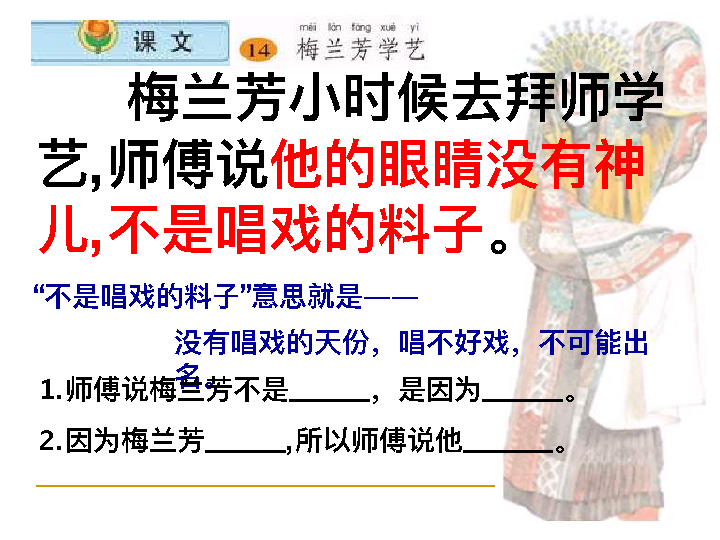 课文
méi lán fāng xué yì
14 梅兰芳学艺
梅兰芳小时候去拜师学
艺,师傅说他的眼睛没有神
儿,不是唱戏的料子。
“不是唱戏的料子”意思就是——
没有唱戏的天份，唱不好戏，不可能出
名。
1.师傅说梅兰芳不是______，是因为______。
2.因为梅兰芳______,所以师傅说他______。